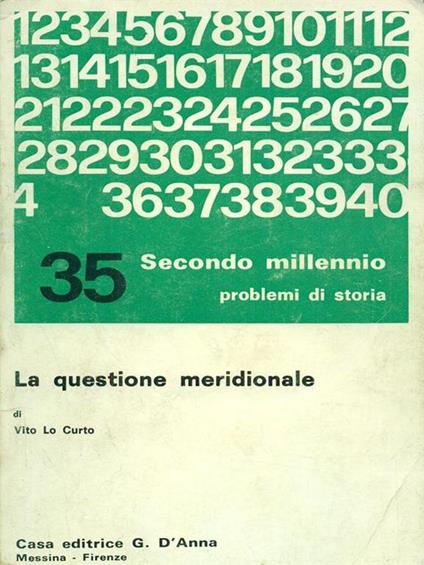 123456789101112
1314151617181920
21222324252627
2829303132333
4 3637383940
35 Secondo millennio
problemi di storia
La questione meridionale
di
Vito Lo Curto
Casa editrice G. D'Anna
Messina - Firenze